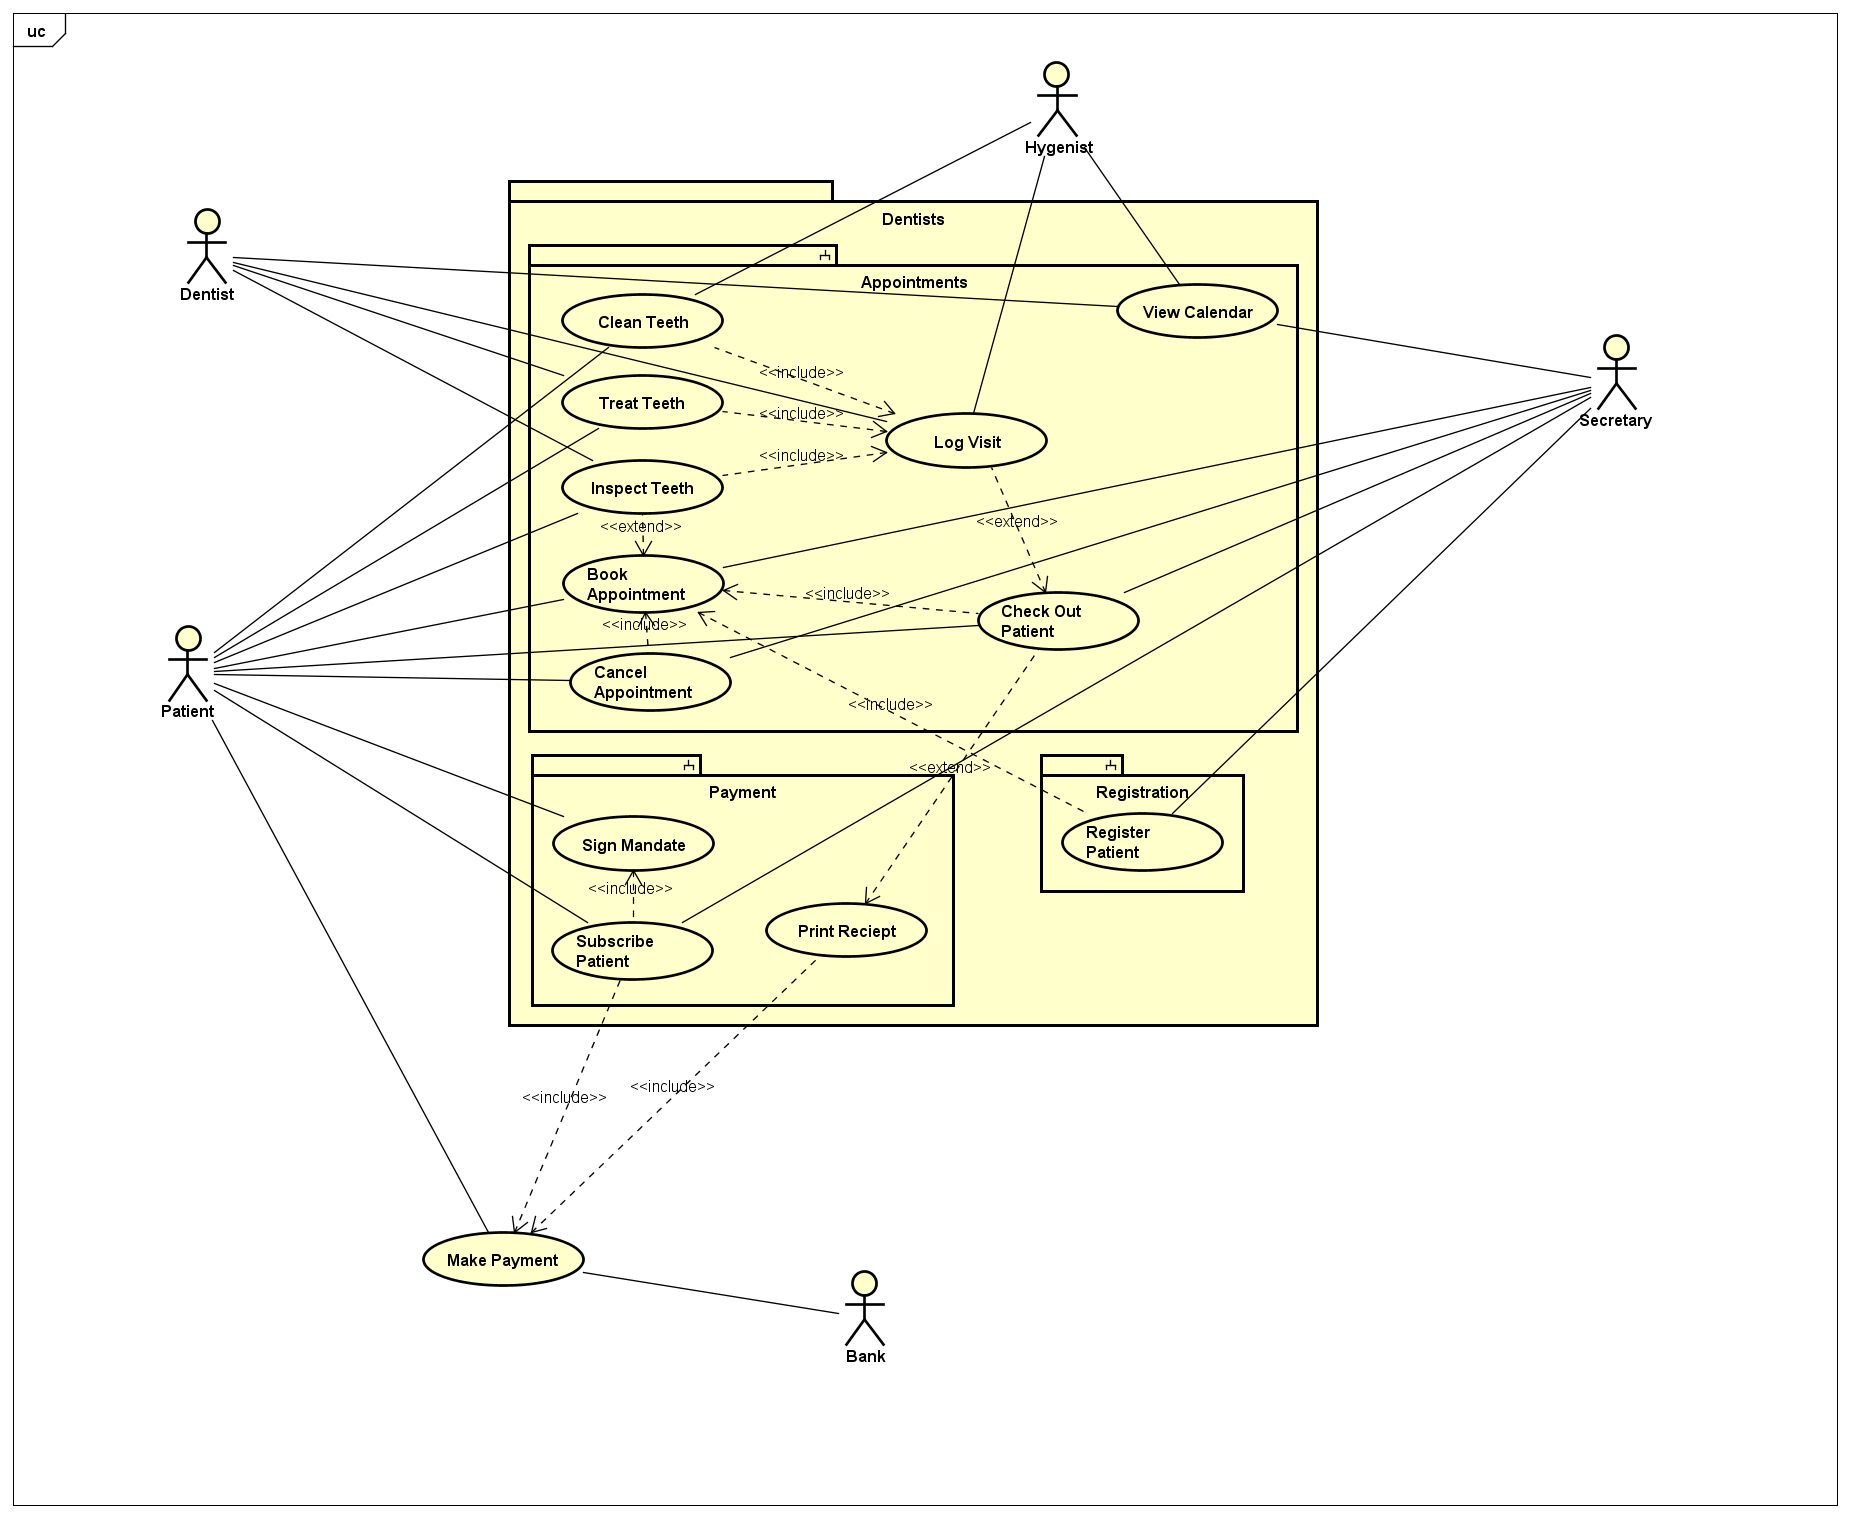 uc
Hygenist
Dentists
Dentist
Appointments
Clean Teeth
View Calendar
<<include>>
Treat Teeth
<<include>>
Secretary
Log Visit
<<include>>
Inspect Teeth
<<extend>>
<<extend>>
Book
Appointment
<<include>>
Check Out
Patient
<<include>>
Cancel
Appointment
<<include>>
Patient
<<extend>>
Payment
Registration
Sign Mandate
Register
Patient
<<include>>
Print Reciept
Subscribe
Patient
<<include>>
<<include>>
Make Payment
Bank